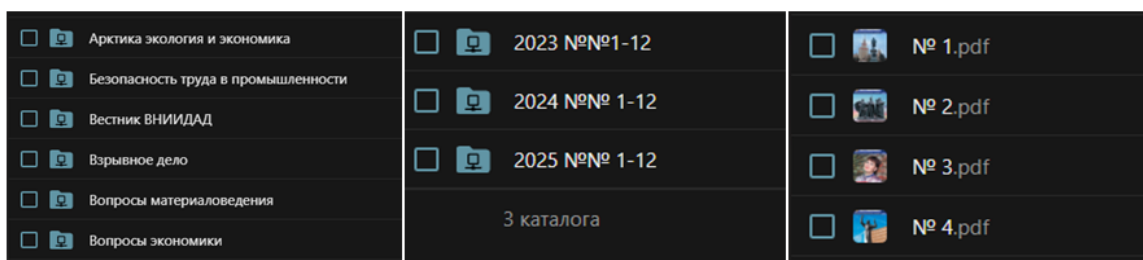 Арктика экология и экономика
Безопасность труда в промышленности
Вестник ВНИИДАД
Взрывное дело
Вопросы материаловедения
Вопросы экономики
2023 №№1-12
2024 №№ 1-12
2025 №№ 1-12
3 каталога
№ 1.pdf
№ 2.pdf
№ 3.pdf
№ 4.pdf